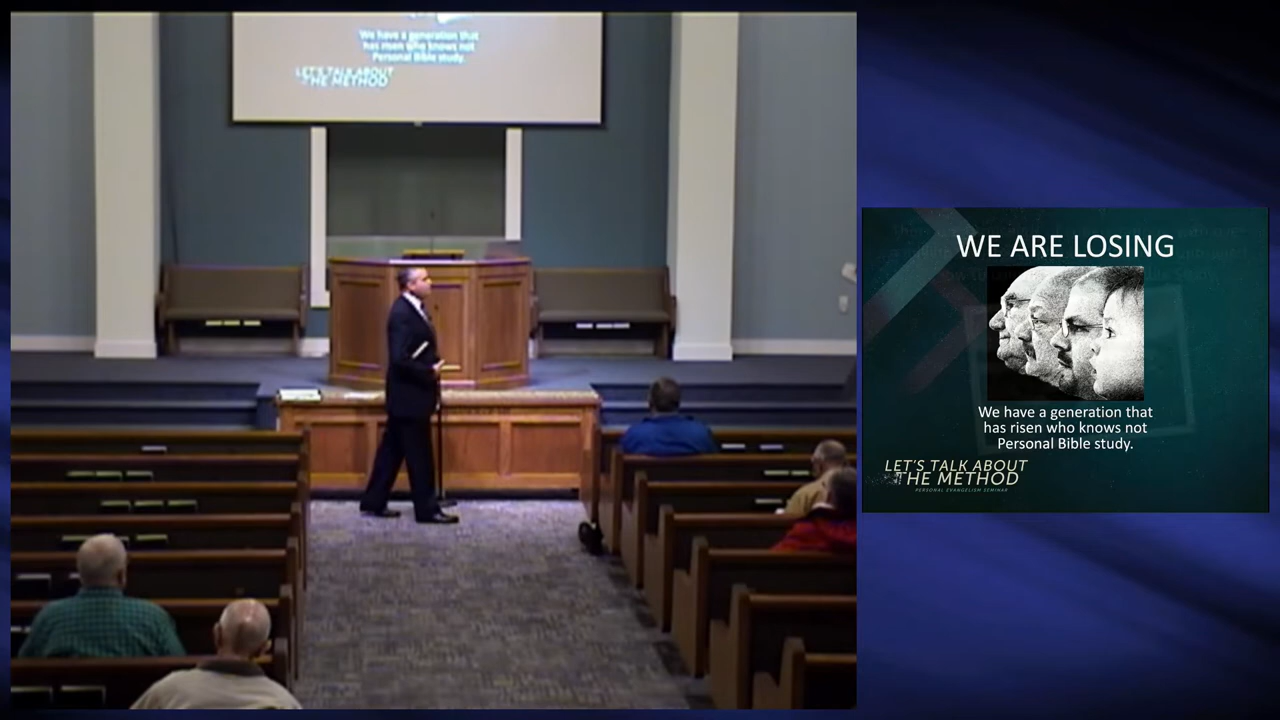 We have a generation that
has risen who knows not
Personal Bible study.
LET'S TALK ABOUT
THE METHOD
WE ARE LOSING
We have a generation that
has risen who knows not
Personal Bible study.
LET'S TALK ABOUT
THE METHOD
PERSONAL EVANGELISM SEMINAR